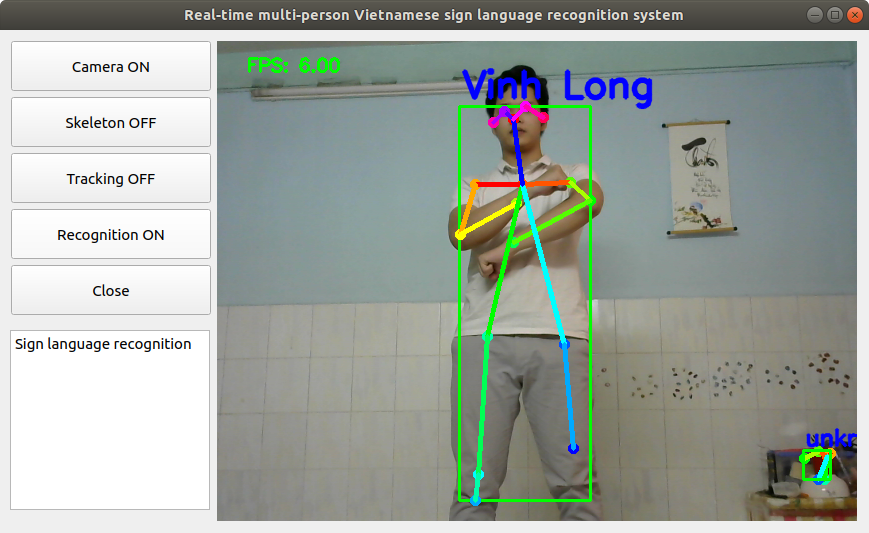 Real-time multi-person Vietnamese sign language recognition system
Camera ON
Skeleton OFF
Tracking OFF
Recognition ON
Close
Sign language recognition
FPS: 6.00
Vinh Long
unkr